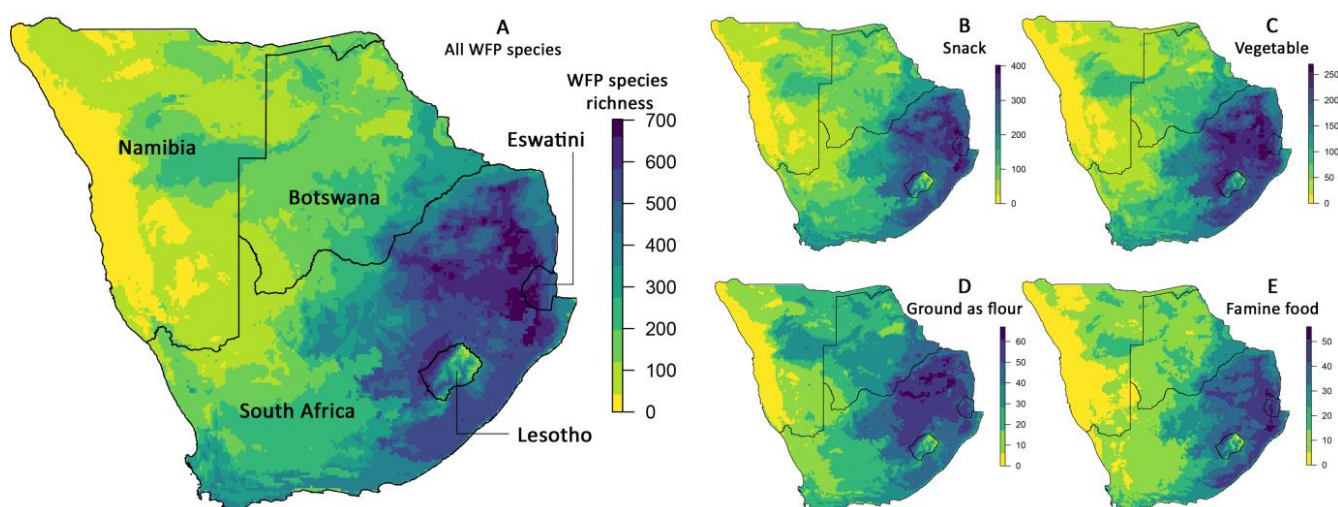 A
All WFP species
WFP species
richness
700
600
500
400
300
200
100
0
Namibia
Botswana
South Africa
Eswatini
Lesotho
B
Snack
400
300
200
100
0
C
Vegetable
250
200
150
100
50
0
D
Ground as flour
60
50
40
30
20
10
0
E
Famine food
50
40
30
20
10
0